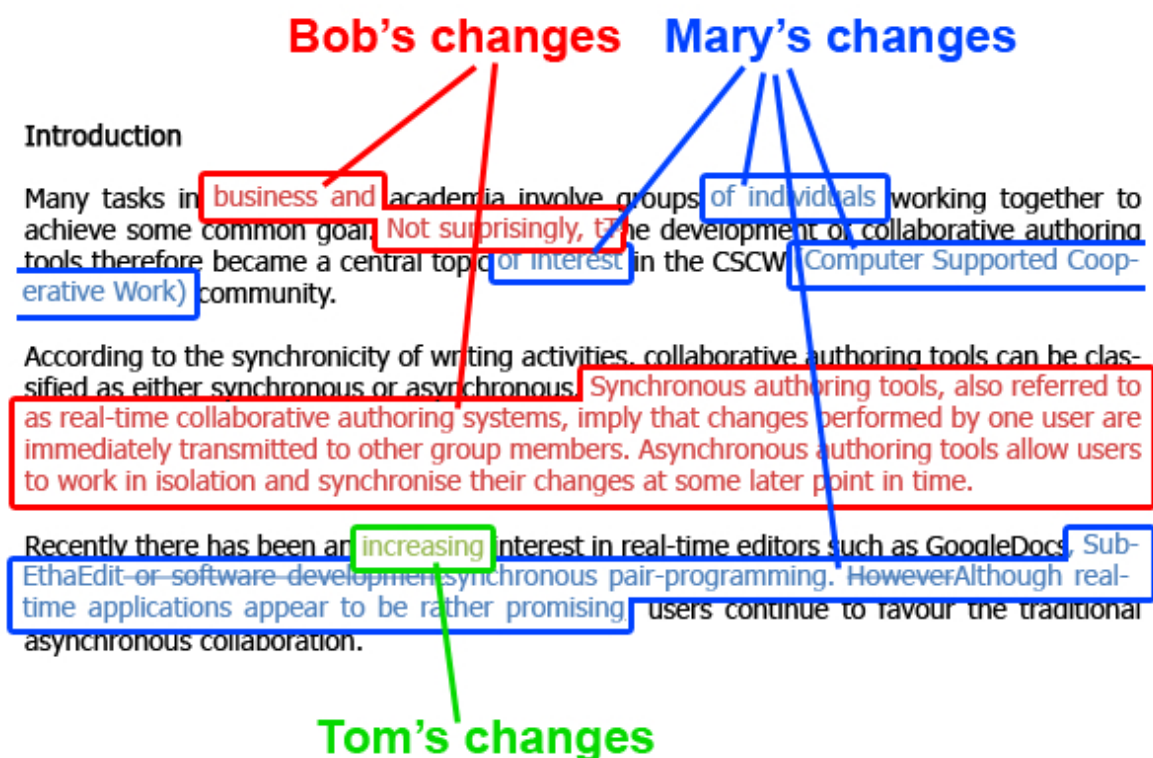 Bob's changes Mary's changes
Introduction
Many tasks in business and academia involve groups of individuals working together to
achieve some common goal. Not surprisingly, tThe development of collaborative authoring
tools therefore became a central topic of interest in the CSCW (Computer Supported Coop-
erative Work) community.
According to the synchronicity of writing activities, collaborative authoring tools can be clas-
sified as either synchronous or asynchronous. Synchronous authoring tools, also referred to
as real-time collaborative authoring systems, imply that changes performed by one user are
immediately transmitted to other group members. Asynchronous authoring tools allow users
to work in isolation and synchronise their changes at some later point in time.
Recently there has been an increasing interest in real-time editors such as GoogleDocs, Sub-
EthaEdit or software developmentsynchronous pair-programming. HoweverAlthough real-
time applications appear to be rather promising, users continue to favour the traditional
asynchronous collaboration.
Tom's changes